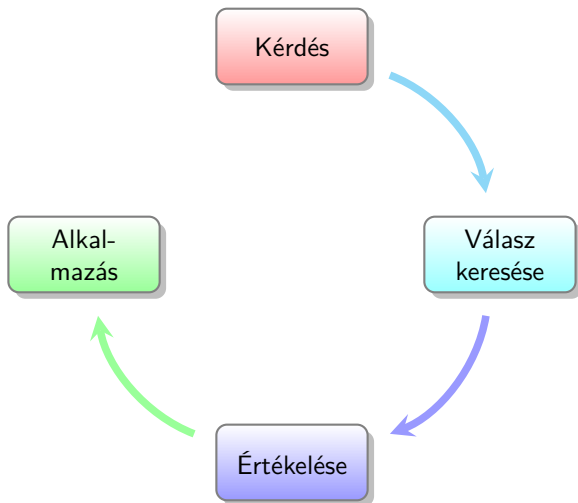 Kérdés
Válasz
keresése
Értékelése
Alkal-
mazás